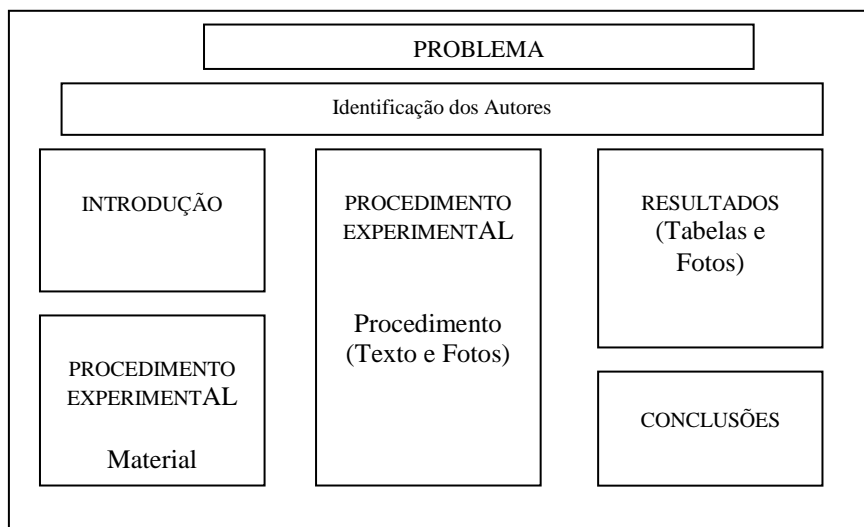 PROBLEMA
Identificação dos Autores
INTRODUÇÃO
PROCEDIMENTO
EXPERIMENTAL
Material
PROCEDIMENTO
EXPERIMENTAL
Procedimento
(Texto e Fotos)
RESULTADOS
(Tabelas e
Fotos)
CONCLUSÕES